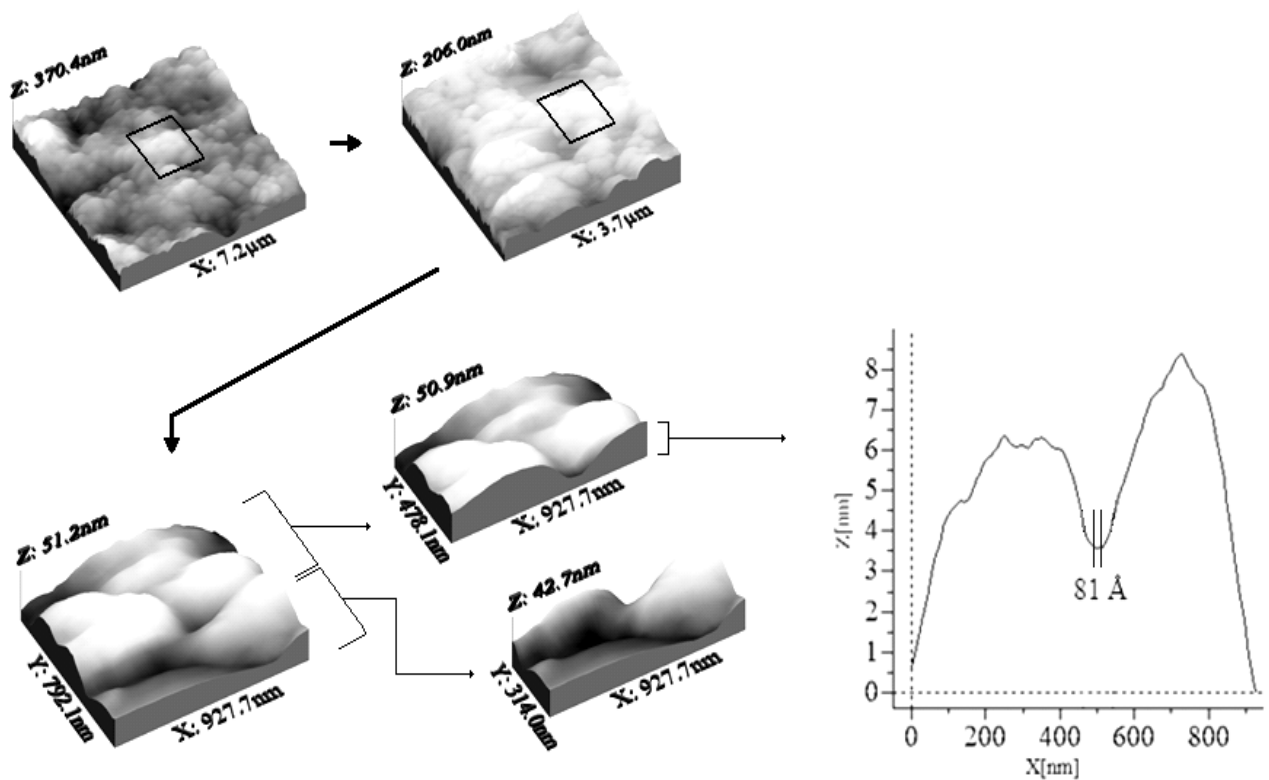 Z: 370.4nm
X: 7.2µm
Z: 206.0nm
X: 3.7µm
Z: 50.9nm
Y: 478.1nm
X: 927.7nm
Z: 51.2nm
Y: 792.1nm
X: 927.7nm
Z: 42.7nm
Y: 314.0nm
X: 927.7nm
Z[nm]
8
7
6
5
4
3
2
1
0
81 Å
0 200 400 600 800
X[nm]